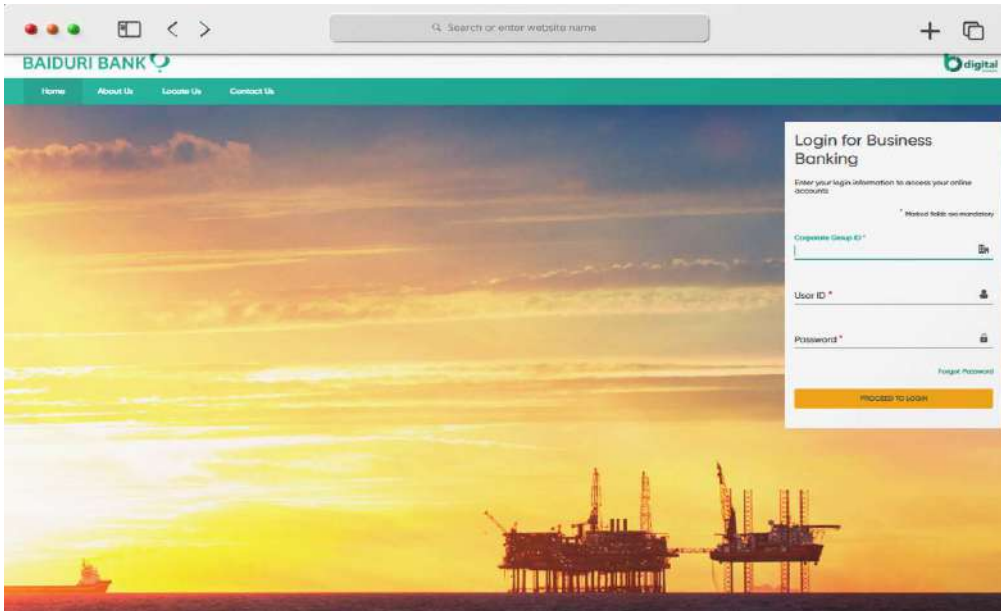 Search or enter website name
BAIDURI BANK
b digital
Home About Us Locate Us Contact Us
Login for Business
Banking
Enter your login information to access your online
accounts
* Marked fields are mandatory
Corporate Group ID *
User ID *
Password *
Forgot Password
PROCEED TO LOGIN